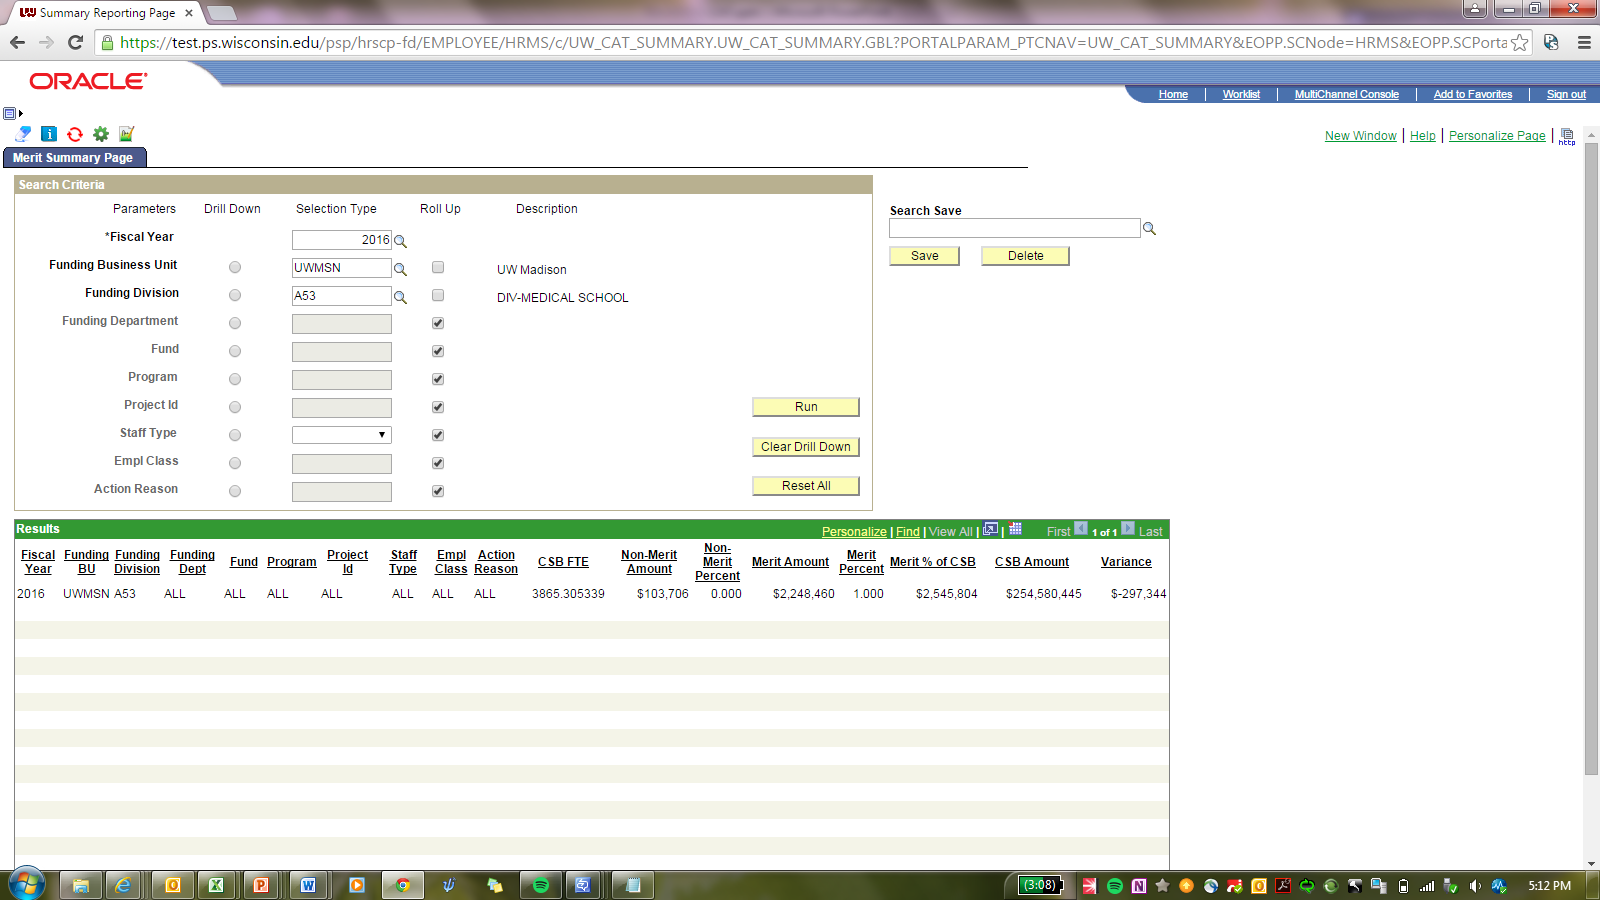 Summary Reporting Page
https://test.ps.wisconsin.edu/psp/hrscp-fd/EMPLOYEE/HRMS/c/UW_CAT_SUMMARY.UW_CAT_SUMMARY.GBL?PORTALPARAM_PTCNAV=UW_CAT_SUMMARY&EOPP.SCNode=HRMS&EOPP.SCPorta
ORACLE
Home Worklist MultiChannel Console Add to Favorites Sign out
New Window Help Personalize Page http
Merit Summary Page
Search Criteria
Parameters Drill Down Selection Type Roll Up Description
*Fiscal Year 2016
Funding Business Unit UWMSN UW Madison
Funding Division A53 DIV-MEDICAL SCHOOL
Funding Department
Fund
Program
Project Id
Staff Type
Empl Class
Action Reason
Run
Clear Drill Down
Reset All
Search Save
Save Delete
Results Personalize | Find | View All | | First 1 of 1 Last
Fiscal Year Funding BU Funding Division Funding Dept Fund Program Project Id Staff Type Empl Class Action Reason CSB FTE Non-Merit Amount Non-Merit Percent Merit Amount Merit Percent Merit % of CSB CSB Amount Variance
2016 UWMSN A53 ALL ALL ALL ALL ALL ALL ALL 3865.305339 $103,706 0.000 $2,248,460 1.000 $2,545,804 $254,580,445 $-297,344
(3:08) 5:12 PM